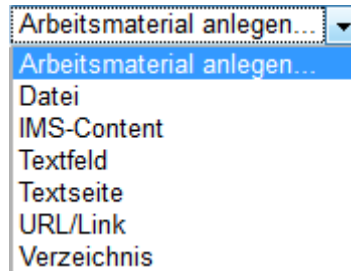 Arbeitsmaterial anlegen...
Arbeitsmaterial anlegen...
Datei
IMS-Content
Textfeld
Textseite
URL/Link
Verzeichnis